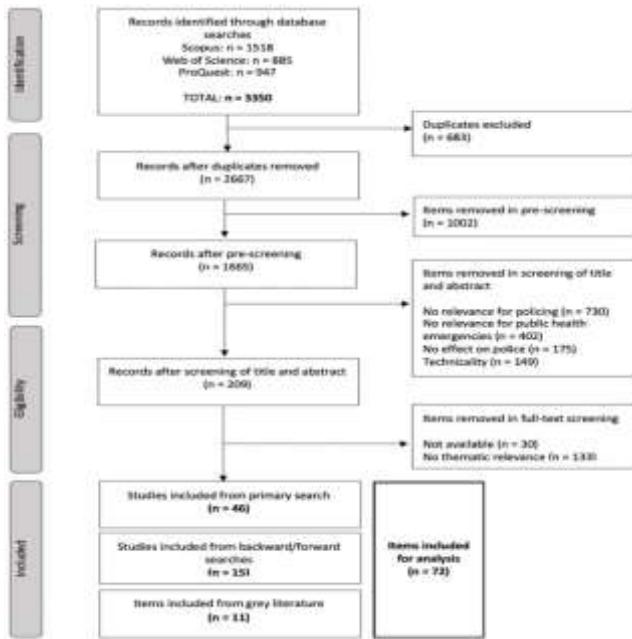 Identification
Records identified through database
searches
Scopus: n = 1518
Web of Science: n = 885
ProQuest: n = 947
TOTAL: n = 3350
Duplicates excluded
(n = 683)
Screening
Records after duplicates removed
(n = 2667)
Items removed in pre-screening
(n = 1002)
Records after pre-screening
(n = 1665)
Items removed in screening of title
and abstract
No relevance for policing (n = 730)
No relevance for public health
emergencies (n = 402)
No effect on police (n = 175)
Technicality (n = 149)
Eligibility
Records after screening of title and abstract
(n = 209)
Items removed in full-text screening
Not available (n = 30)
No thematic relevance (n = 133)
Included
Studies included from primary search
(n = 46)
Studies included from backward/forward
searches
(n = 15)
Items included from grey literature
(n = 11)
Items included
for analysis
(n = 72)